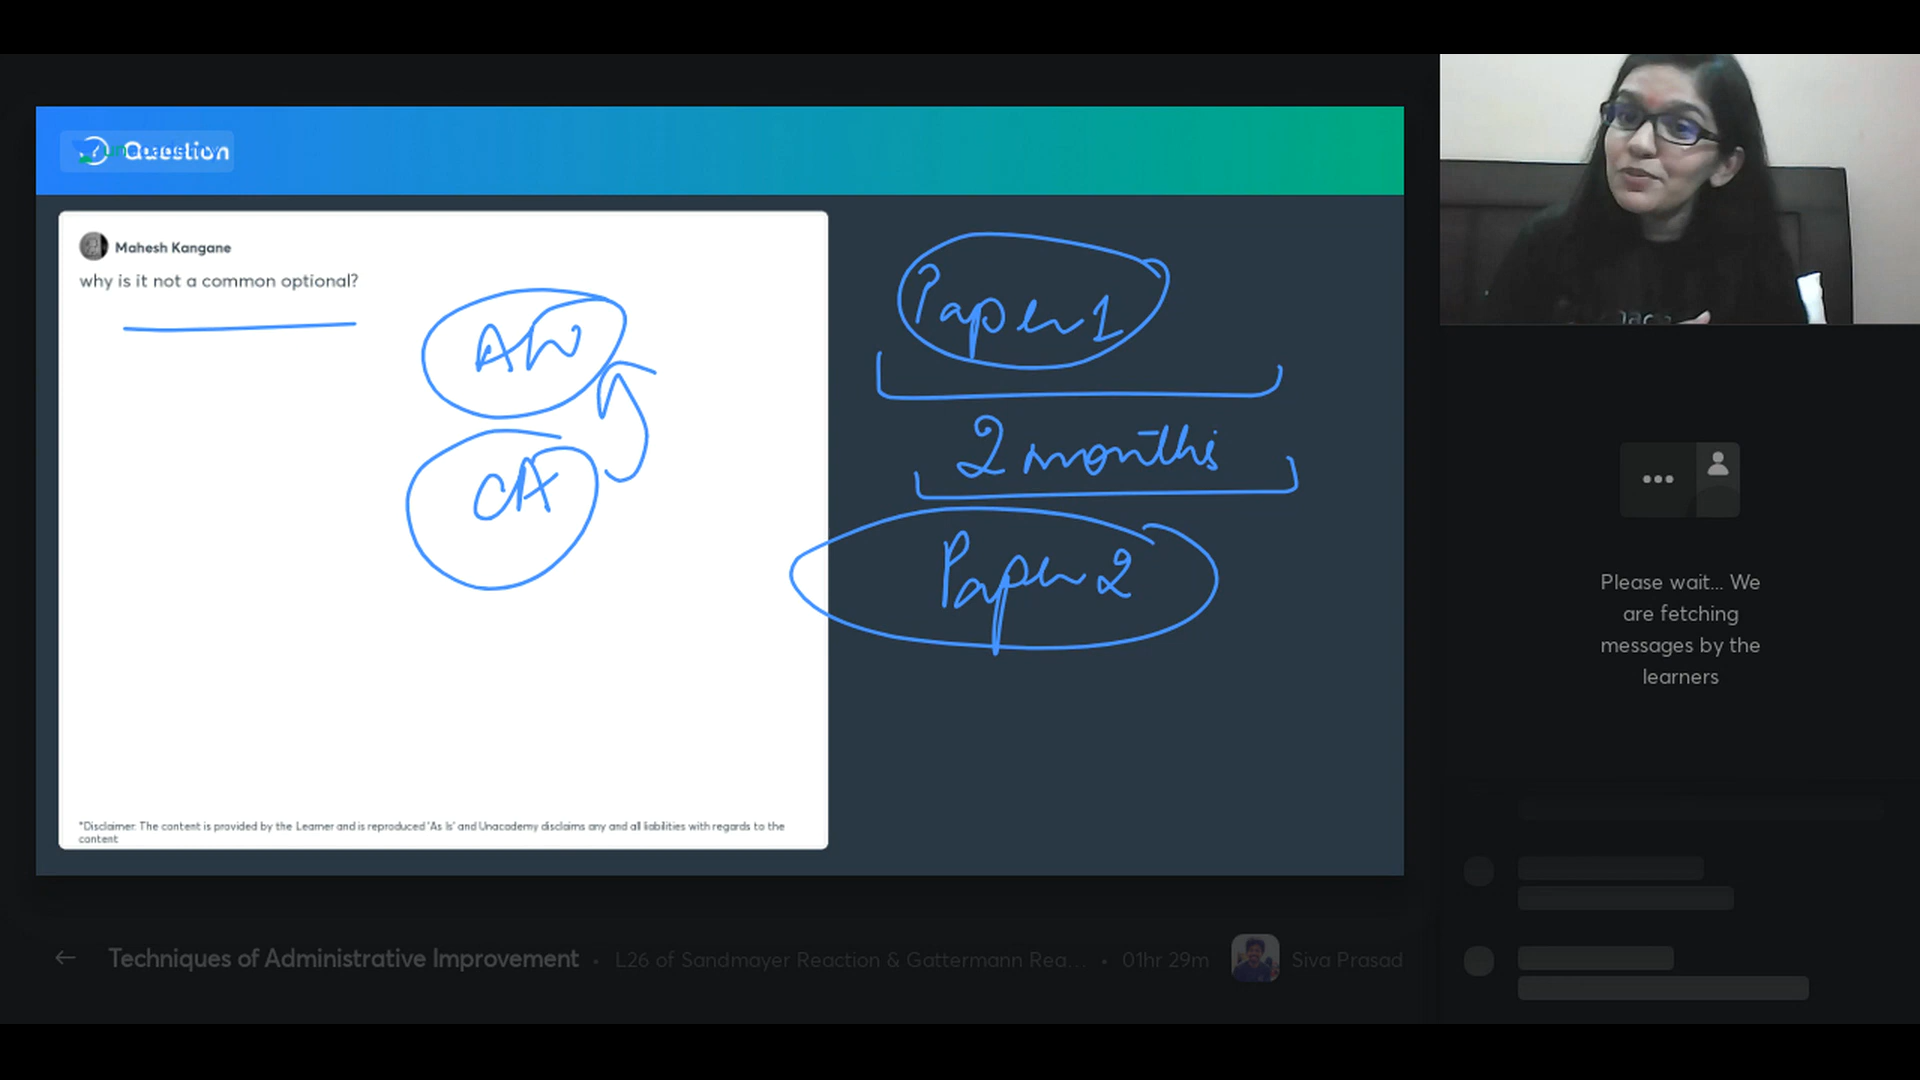 Question
Mahesh Kangane
why is it not a common optional?
AW
CA
Paper 1
2 months
Paper 2
*Disclaimer: The content is provided by the Learner and is reproduced 'As Is' and Unacademy disclaims any and all liabilities with regards to the
content
Please wait... We
are fetching
messages by the
learners
Techniques of Administrative Improvement • L26 of Sandmayer Reaction & Gattermann Rea... • 01hr 29m Siva Prasad